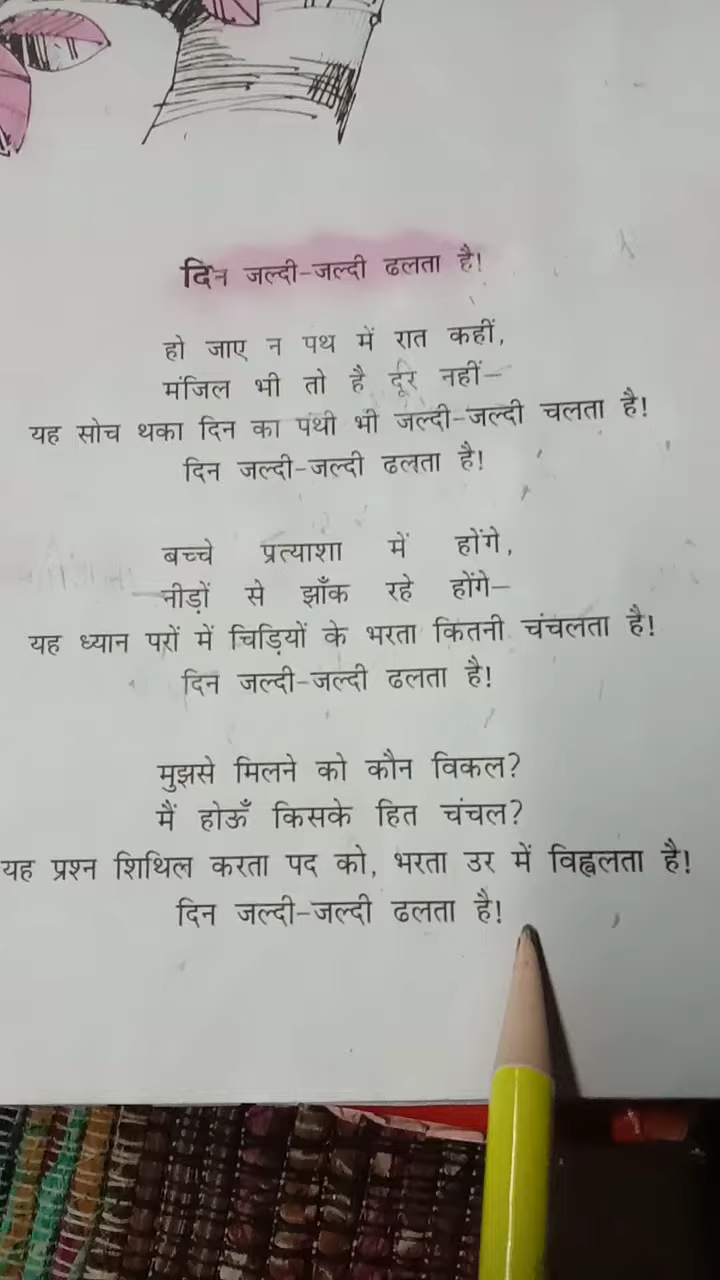 दिन जल्दी-जल्दी ढलता है!
हो जाए न पथ में रात कहीं,
मंजिल भी तो है दूर नहीं–
यह सोच थका दिन का पंथी भी जल्दी-जल्दी चलता है!
दिन जल्दी-जल्दी ढलता है!
बच्चे प्रत्याशा में होंगे,
नीड़ों से झाँक रहे होंगे–
यह ध्यान परों में चिड़ियों के भरता कितनी चंचलता है!
दिन जल्दी-जल्दी ढलता है!
मुझसे मिलने को कौन विकल?
मैं होऊँ किसके हित चंचल?
यह प्रश्न शिथिल करता पद को, भरता उर में विह्वलता है!
दिन जल्दी-जल्दी ढलता है!